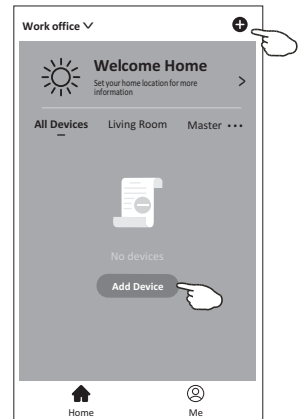 Work office
Welcome Home
Set your home location for more
information
All Devices Living Room Master
No devices
Add Device
Home Me